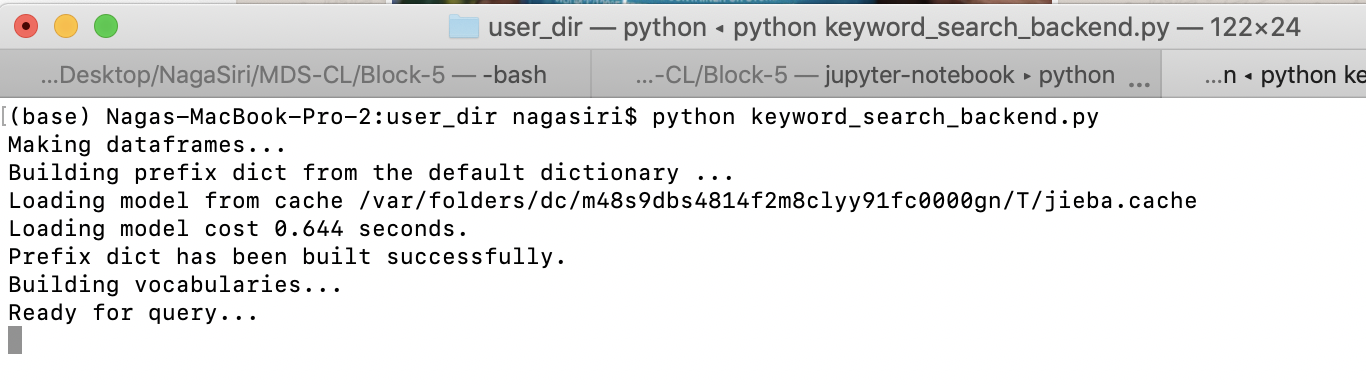 user_dir — python ◂ python keyword_search_backend.py — 122×24
...Desktop/NagaSiri/MDS-CL/Block-5 — -bash
...-CL/Block-5 — jupyter-notebook ▸ python ...
...n ◂ python ke
[(base) Nagas-MacBook-Pro-2:user_dir nagasiri$ python keyword_search_backend.py
Making dataframes...
Building prefix dict from the default dictionary ...
Loading model from cache /var/folders/dc/m48s9dbs4814f2m8clyy91fc0000gn/T/jieba.cache
Loading model cost 0.644 seconds.
Prefix dict has been built successfully.
Building vocabularies...
Ready for query...